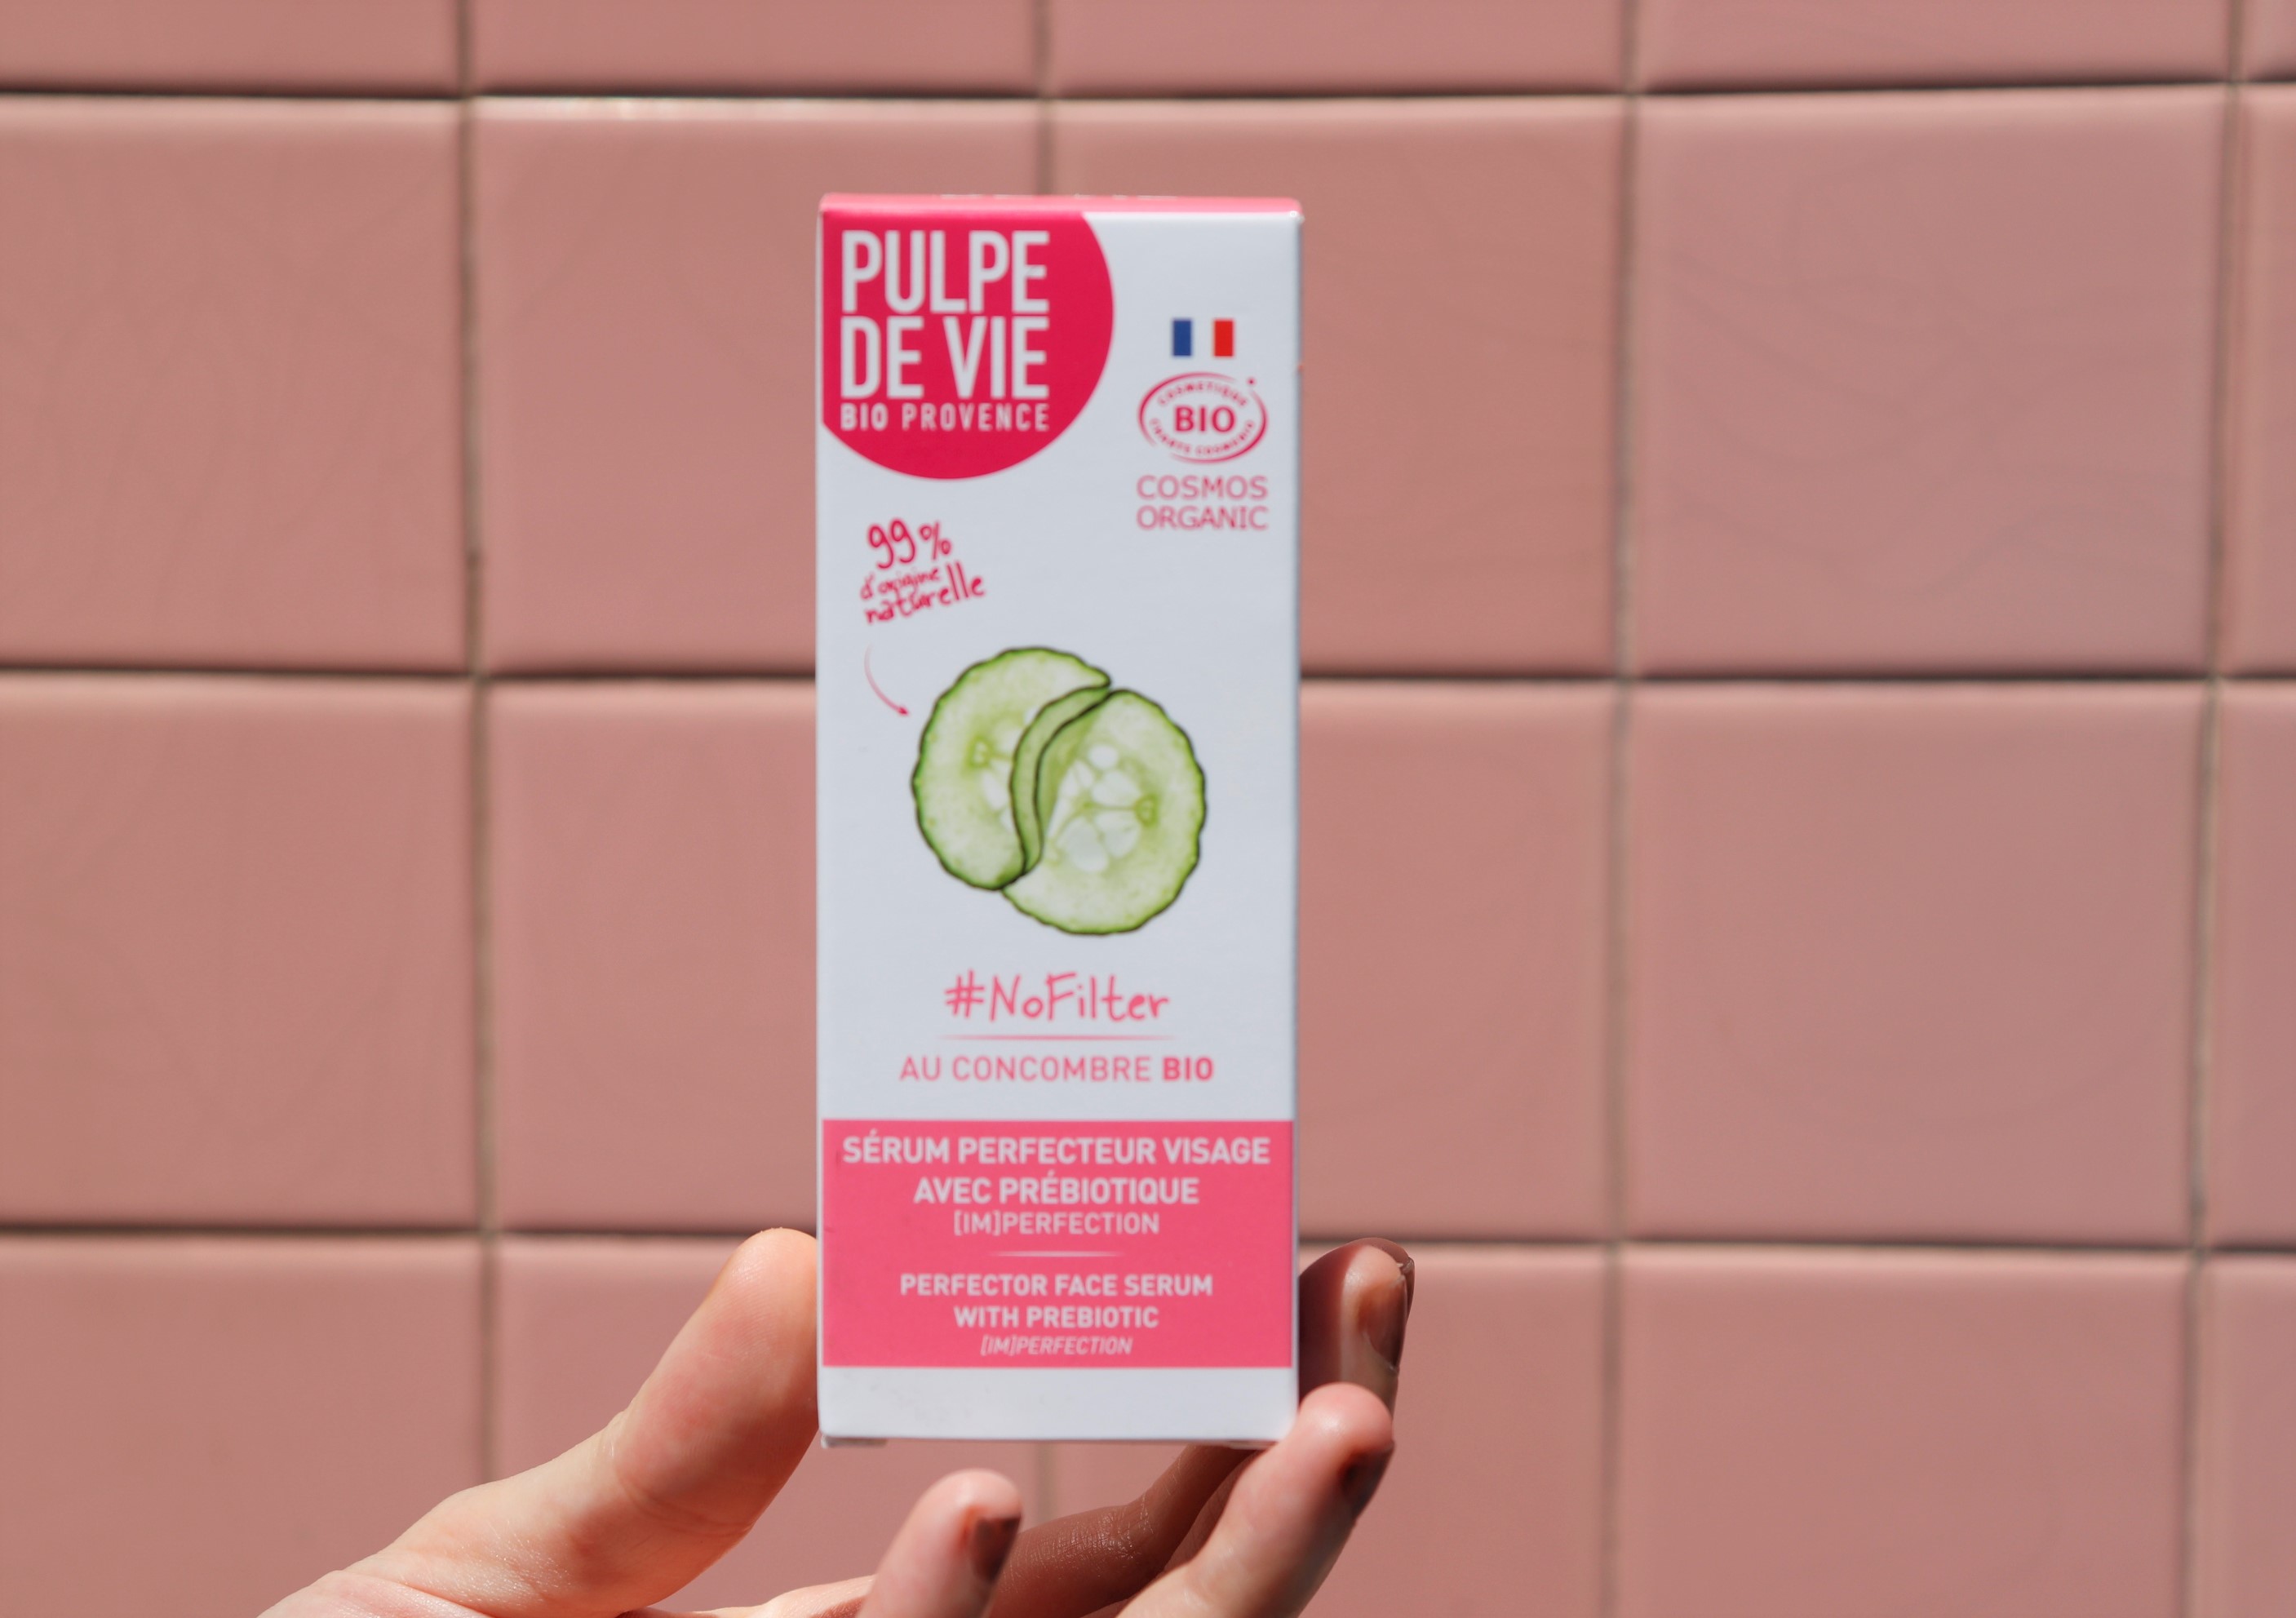 PULPE
DE VIE
BIO PROVENCE
COSMÉTIQUE
BIO
COSMOS
ORGANIC
99%
d'origine
naturelle
#NoFilter
AU CONCOMBRE BIO
SÉRUM PERFECTEUR VISAGE
AVEC PRÉBIOTIQUE
[IM]PERFECTION
PERFECTOR FACE SERUM
WITH PREBIOTIC
[IM]PERFECTION